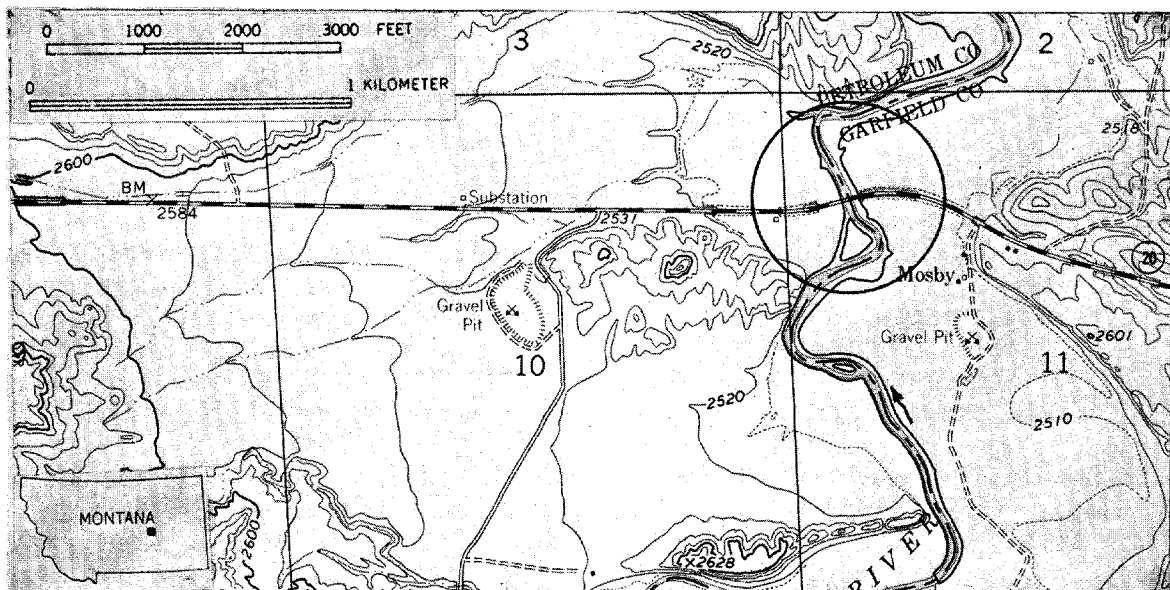 0 1000 2000 3000 FEET
0 1 KILOMETER
3
2
2520
PETROLEUM CO
GARFIELD CO
2518
2600
BM
2584
Substation
2531
20
Mosby
Gravel
Pit
Gravel Pit
2601
10
11
2520
2510
MONTANA
2600
2628
RIVER